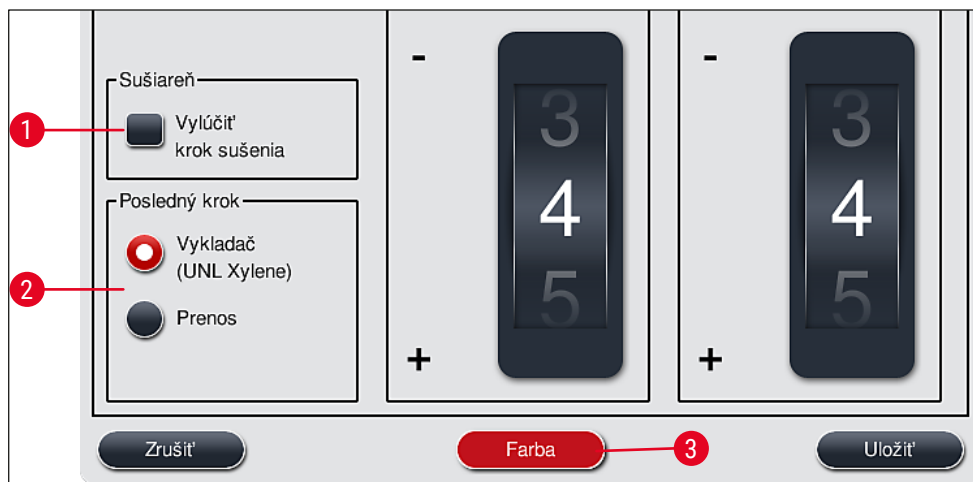 Sušiareň
1
Vylúčiť
krok sušenia
Posledný krok
2
Vykladač
(UNL Xylene)
Prenos
-
3
4
5
+
-
3
4
5
+
Zrušiť
Farba
3
Uložiť